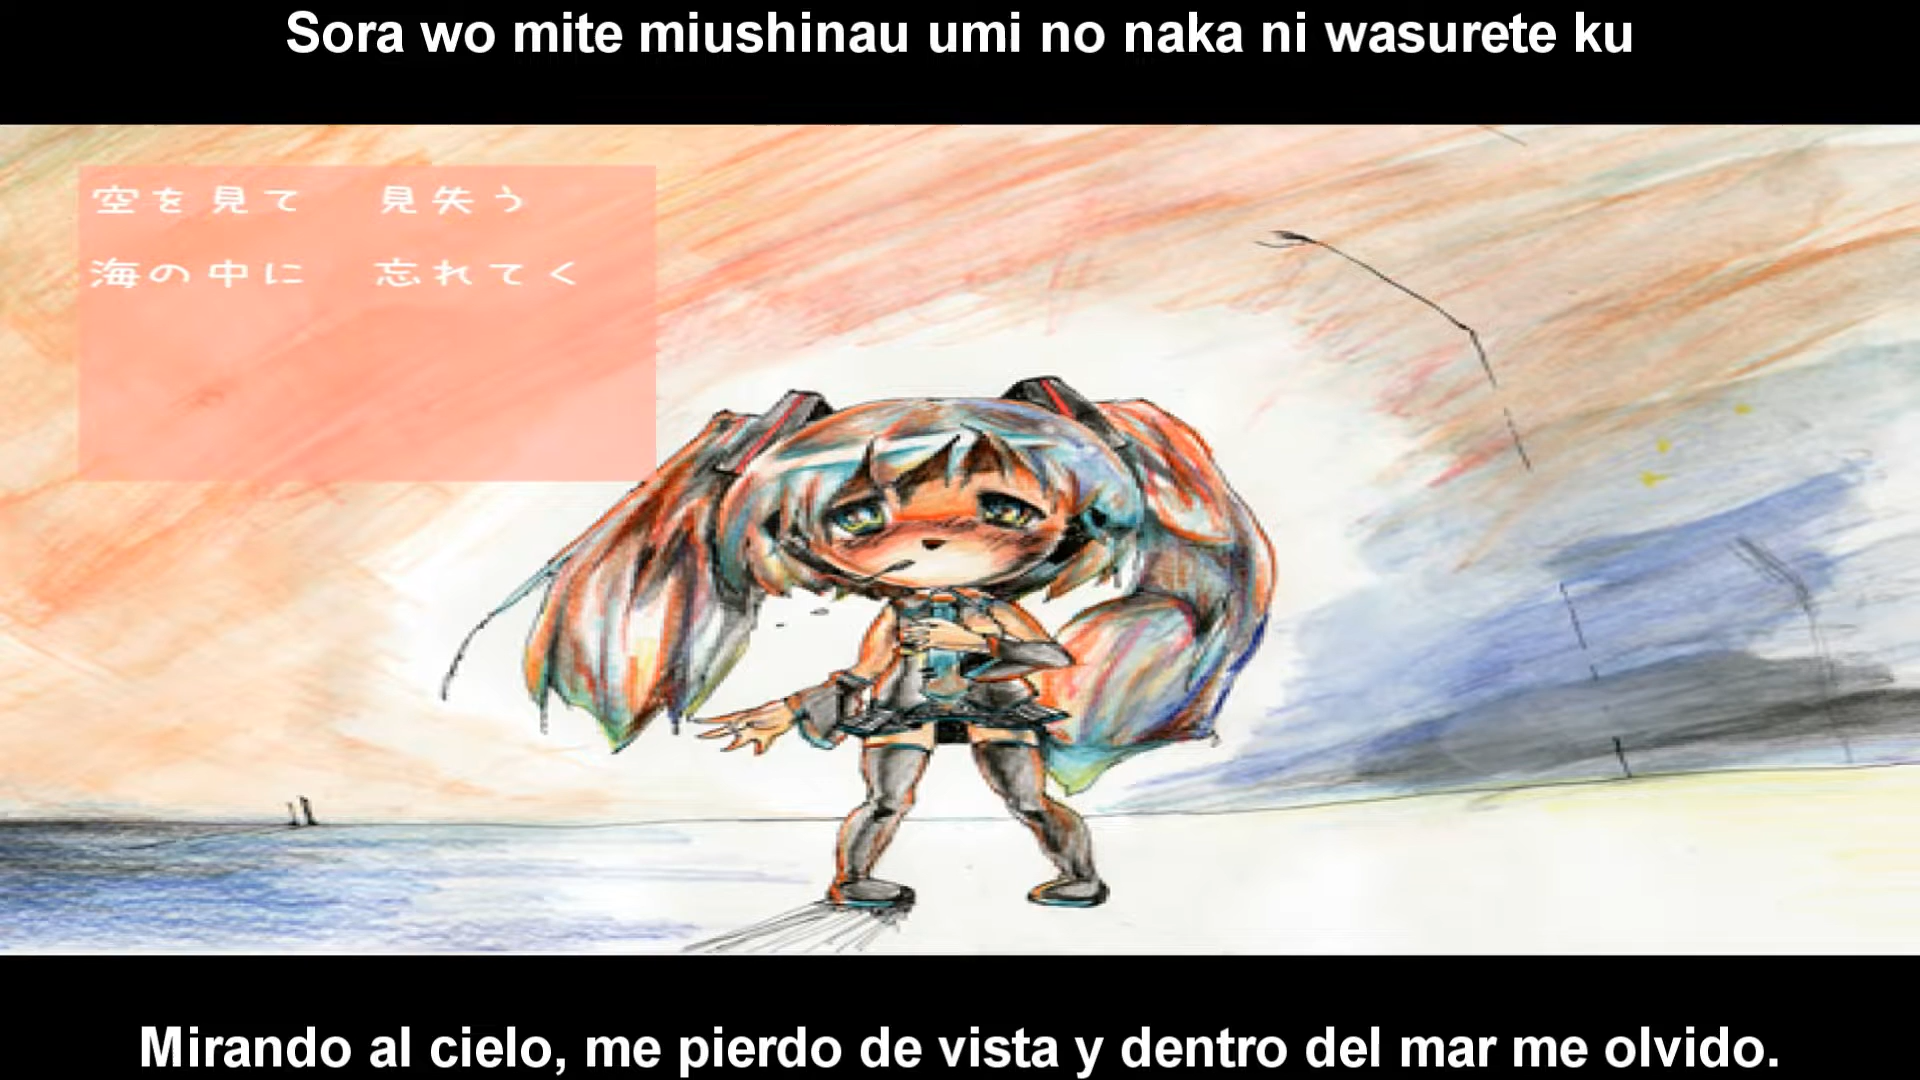 Sora wo mite miushinau umi no naka ni wasurete ku
空を見て　見失う
海の中に　忘れてく
Mirando al cielo, me pierdo de vista y dentro del mar me olvido.